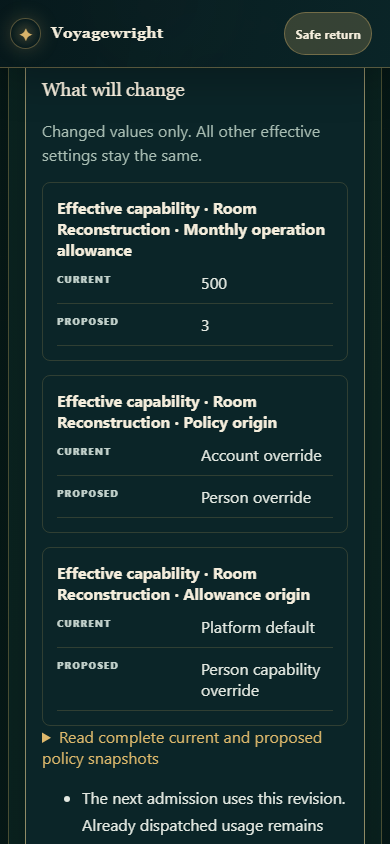 Voyagewright
Safe return
What will change
Changed values only. All other effective
settings stay the same.
Effective capability · Room
Reconstruction · Monthly operation
allowance
CURRENT
500
PROPOSED
3
Effective capability · Room
Reconstruction · Policy origin
CURRENT
Account override
PROPOSED
Person override
Effective capability · Room
Reconstruction · Allowance origin
CURRENT
Platform default
PROPOSED
Person capability
override
Read complete current and proposed
policy snapshots
The next admission uses this revision.
Already dispatched usage remains